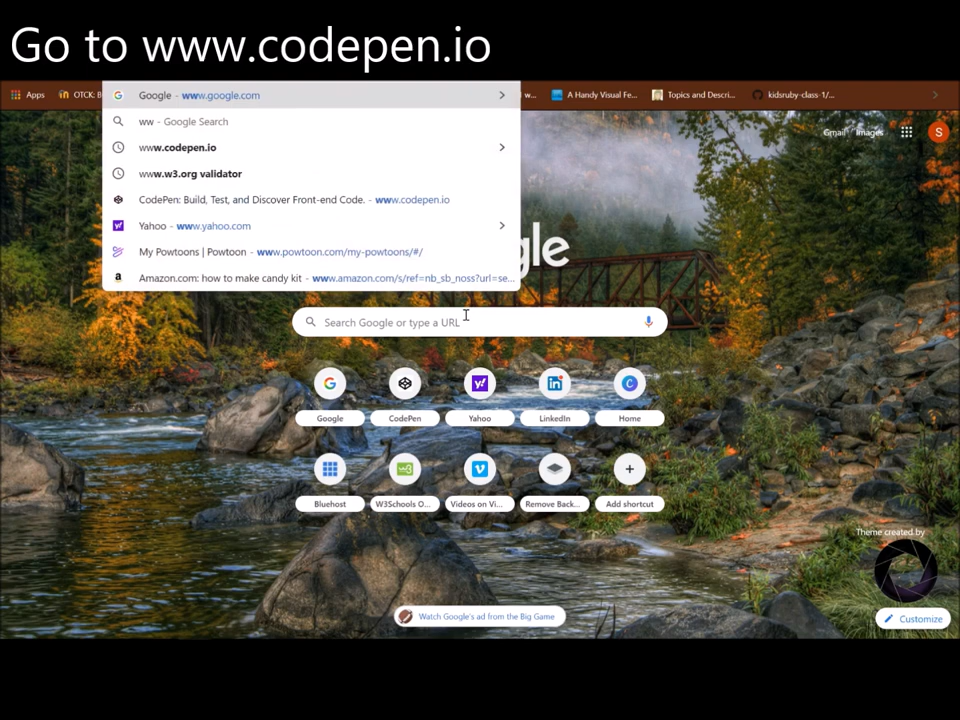 Go to www.codepen.io
Apps
OTCK: B
Google - www.google.com
w...
A Handy Visual Fe...
Topics and Descri...
kidsruby-class-1/...
ww - Google Search
www.codepen.io
www.w3.org validator
CodePen: Build, Test, and Discover Front-end Code. - www.codepen.io
Yahoo - www.yahoo.com
My Powtoons | Powtoon - www.powtoon.com/my-powtoons/#/
Amazon.com: how to make candy kit - www.amazon.com/s/ref=nb_sb_noss?url=se...
Gmail Images
S
gle
Search Google or type a URL
Google CodePen Yahoo LinkedIn Home
Bluehost W3Schools O... Videos on Vi... Remove Back... Add shortcut
Theme created by
Watch Google's ad from the Big Game
Customize